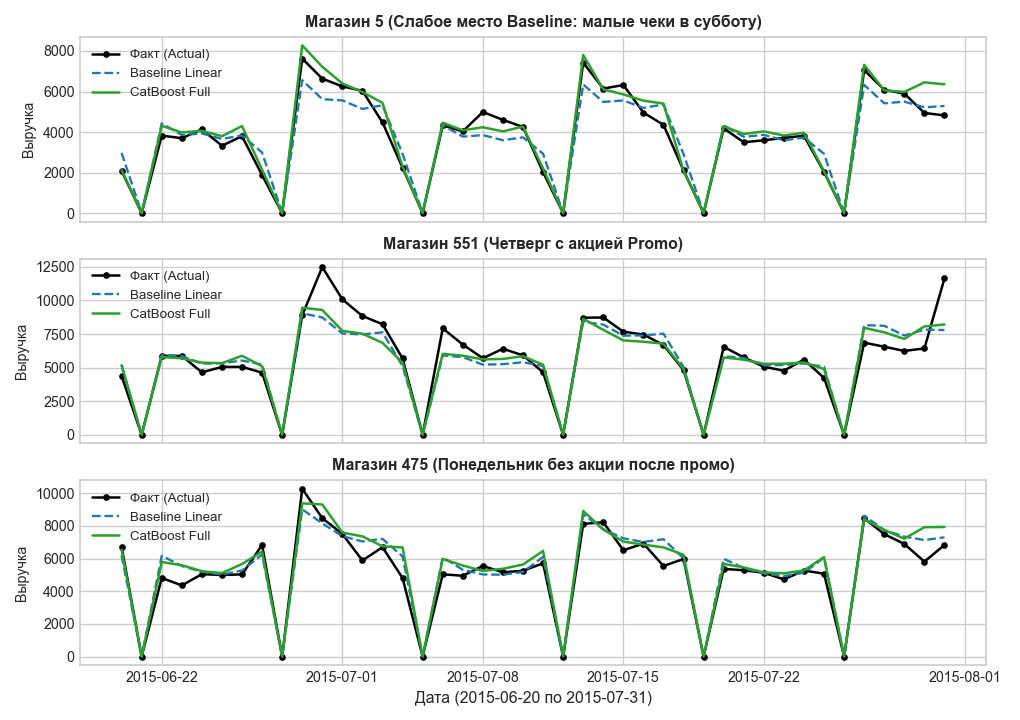 Магазин 5 (Слабое место Baseline: малые чеки в субботу)
Выручка
8000
6000
4000
2000
0
Факт (Actual)
Baseline Linear
CatBoost Full
Магазин 551 (Четверг с акцией Promo)
Выручка
12500
10000
7500
5000
2500
0
Факт (Actual)
Baseline Linear
CatBoost Full
Магазин 475 (Понедельник без акции после промо)
Выручка
10000
8000
6000
4000
2000
0
Факт (Actual)
Baseline Linear
CatBoost Full
2015-06-22 2015-07-01 2015-07-08 2015-07-15 2015-07-22 2015-08-01
Дата (2015-06-20 по 2015-07-31)